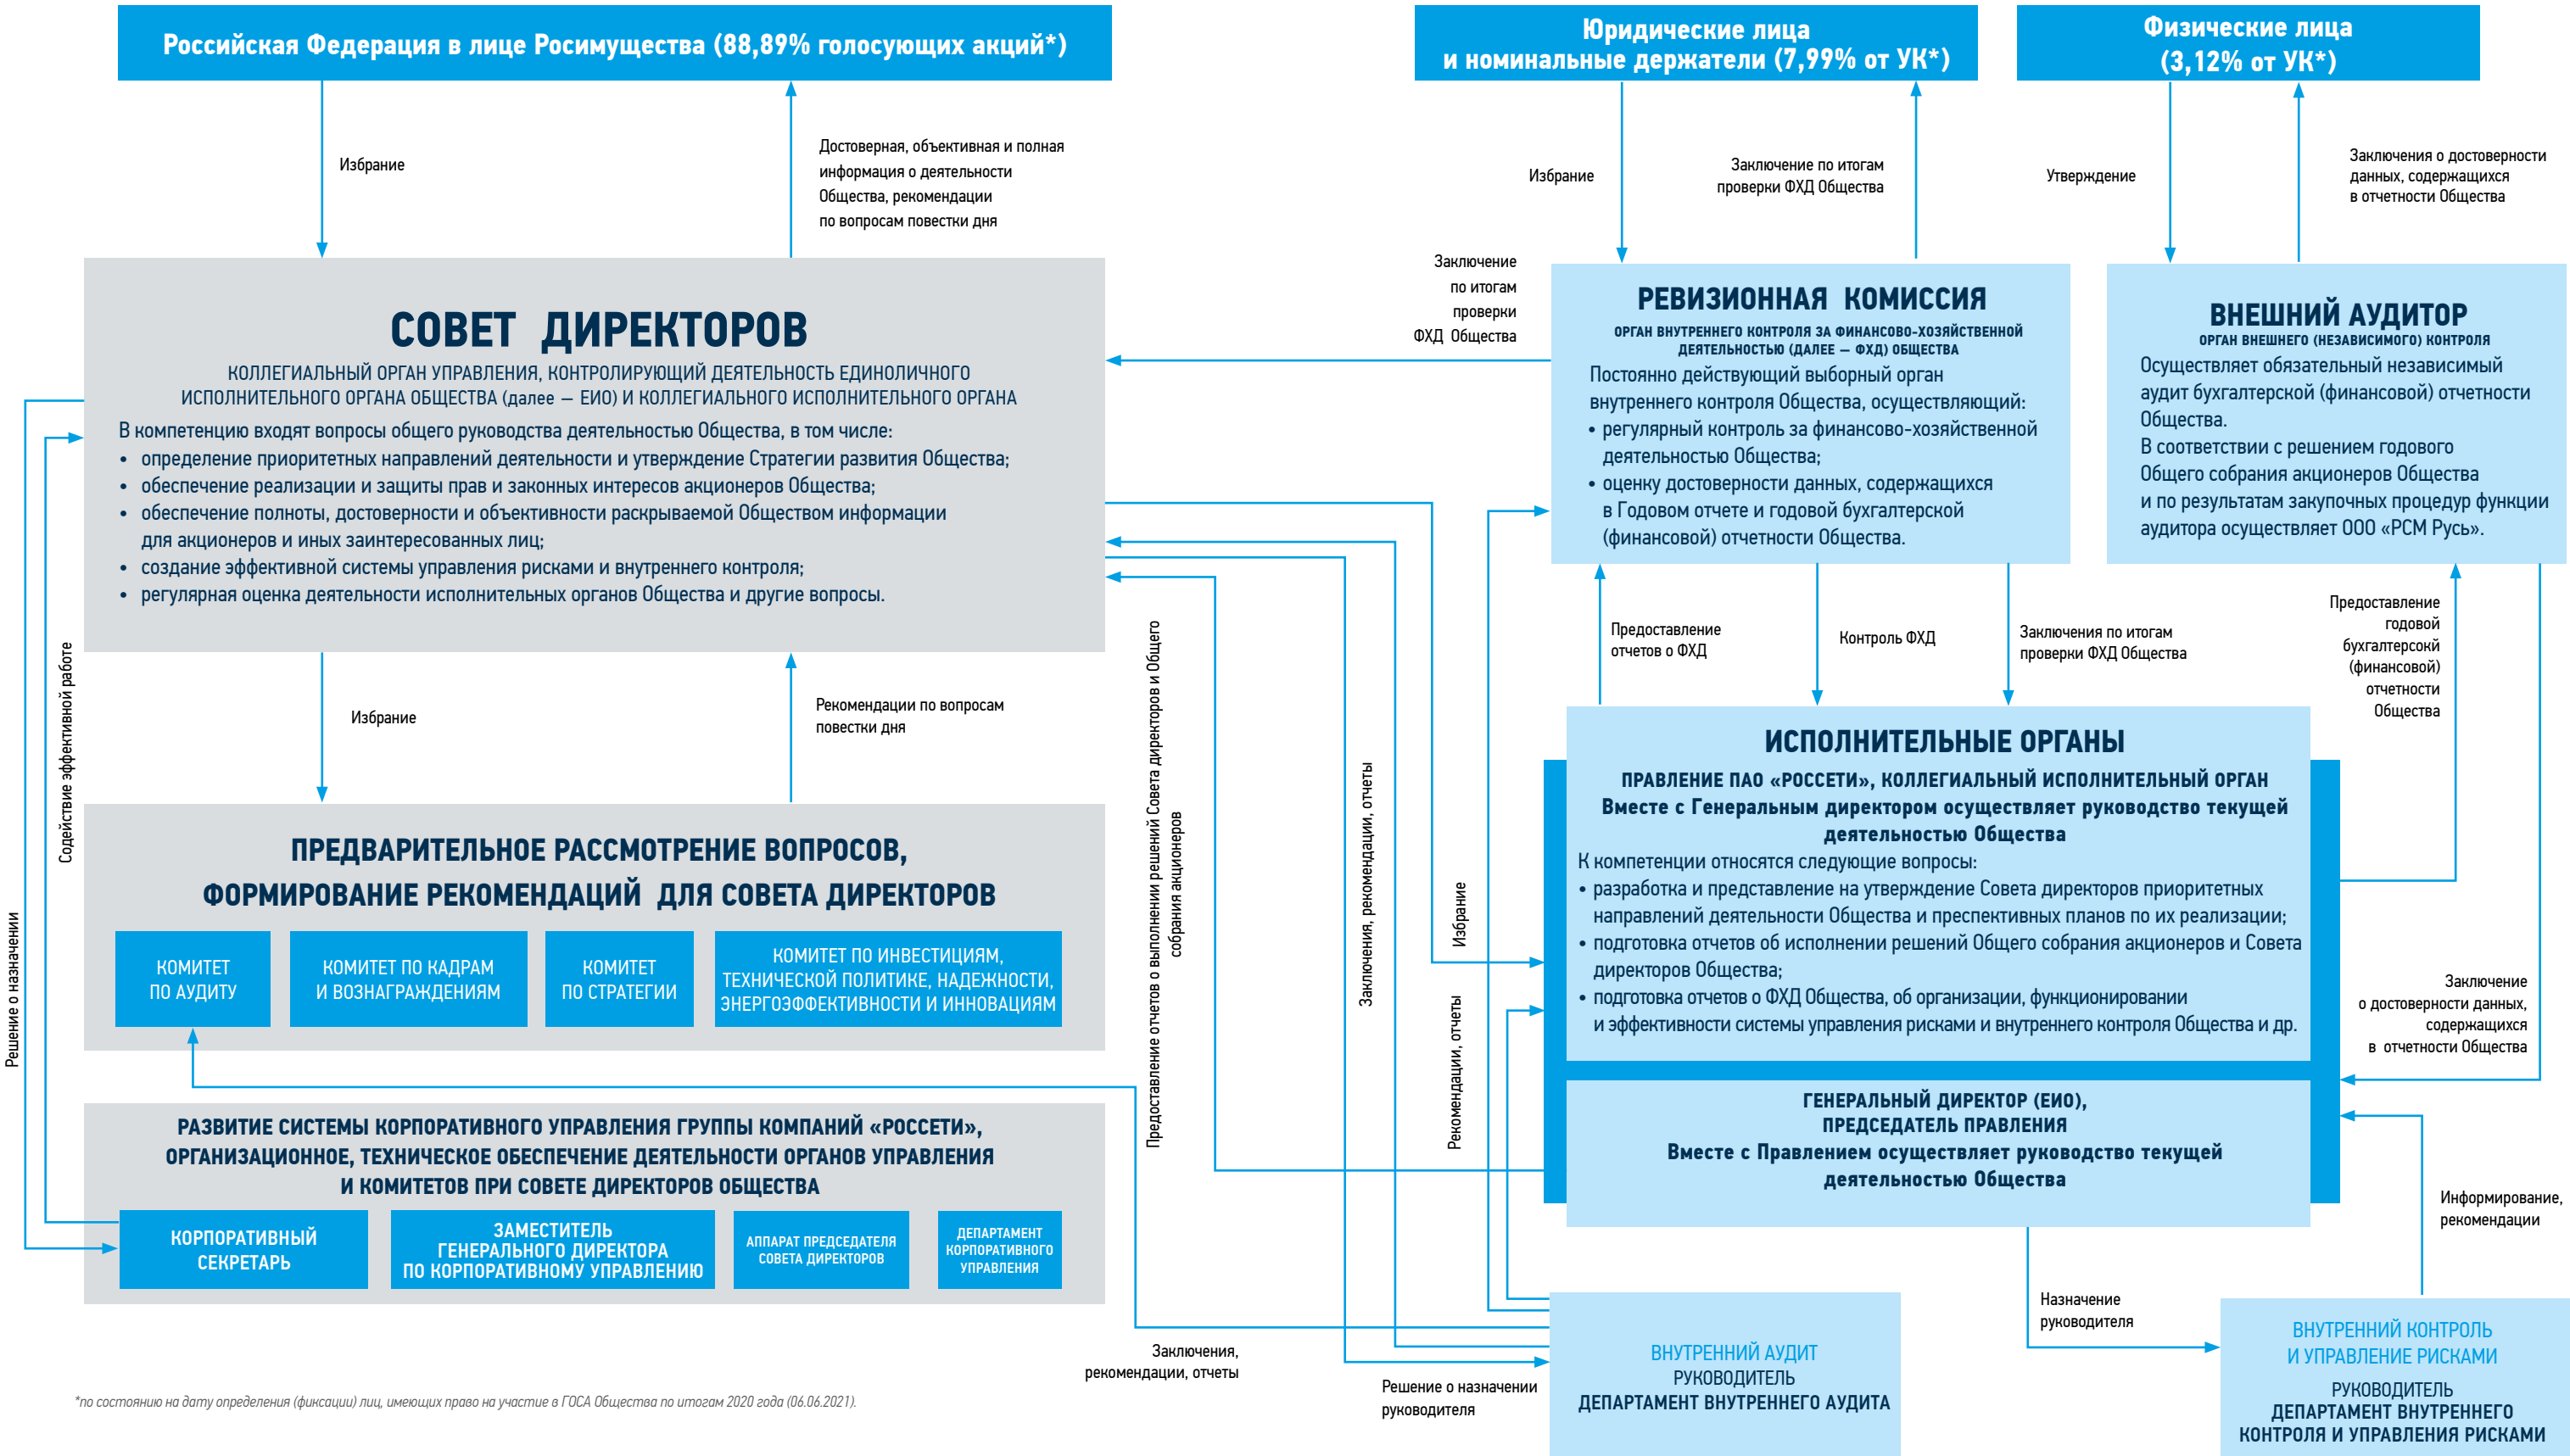 Российская Федерация в лице Росимущества (88,89% голосующих акций*)
Юридические лица
и номинальные держатели (7,99% от УК*)
Физические лица
(3,12% от УК*)
Избрание
Достоверная, объективная и полная
информация о деятельности
Общества, рекомендации
по вопросам повестки дня
Избрание
Заключение по итогам
проверки ФХД Общества
Утверждение
Заключения о достоверности
данных, содержащихся
в отчетности Общества
СОВЕТ ДИРЕКТОРОВ
КОЛЛЕГИАЛЬНЫЙ ОРГАН УПРАВЛЕНИЯ, КОНТРОЛИРУЮЩИЙ ДЕЯТЕЛЬНОСТЬ ЕДИНОЛИЧНОГО
ИСПОЛНИТЕЛЬНОГО ОРГАНА ОБЩЕСТВА (далее — ЕИО) И КОЛЛЕГИАЛЬНОГО ИСПОЛНИТЕЛЬНОГО ОРГАНА
В компетенцию входят вопросы общего руководства деятельностью Общества, в том числе:
• определение приоритетных направлений деятельности и утверждение Стратегии развития Общества;
• обеспечение реализации и защиты прав и законных интересов акционеров Общества;
• обеспечение полноты, достоверности и объективности раскрываемой Обществом информации
для акционеров и иных заинтересованных лиц;
• создание эффективной системы управления рисками и внутреннего контроля;
• регулярная оценка деятельности исполнительных органов Общества и другие вопросы.
Заключение
по итогам
проверки
ФХД Общества
РЕВИЗИОННАЯ КОМИССИЯ
ОРГАН ВНУТРЕННЕГО КОНТРОЛЯ ЗА ФИНАНСОВО-ХОЗЯЙСТВЕННОЙ
ДЕЯТЕЛЬНОСТЬЮ (ДАЛЕЕ — ФХД) ОБЩЕСТВА
Постоянно действующий выборный орган
внутреннего контроля Общества, осуществляющий:
• регулярный контроль за финансово-хозяйственной
деятельностью Общества;
• оценку достоверности данных, содержащихся
в Годовом отчете и годовой бухгалтерской
(финансовой) отчетности Общества.
ВНЕШНИЙ АУДИТОР
ОРГАН ВНЕШНЕГО (НЕЗАВИСИМОГО) КОНТРОЛЯ
Осуществляет обязательный независимый
аудит бухгалтерской (финансовой) отчетности
Общества.
В соответствии с решением годового
Общего собрания акционеров Общества
и по результатам закупочных процедур функции
аудитора осуществляет ООО «РСМ Русь».
Содействие эффективной работе
Решение о назначении
Избрание
Рекомендации по вопросам
повестки дня
Предоставление отчетов о выполнении решений Совета директоров и Общего
собрания акционеров
Заключения, рекомендации, отчеты
Избрание
Рекомендации, отчеты
Предоставление
отчетов о ФХД
Контроль ФХД
Заключения по итогам
проверки ФХД Общества
Предоставление
годовой
бухгалтерскй
(финансовой)
отчетности
Общества
ПРЕДВАРИТЕЛЬНОЕ РАССМОТРЕНИЕ ВОПРОСОВ,
ФОРМИРОВАНИЕ РЕКОМЕНДАЦИЙ ДЛЯ СОВЕТА ДИРЕКТОРОВ
КОМИТЕТ
ПО АУДИТУ
КОМИТЕТ ПО КАДРАМ
И ВОЗНАГРАЖДЕНИЯМ
КОМИТЕТ
ПО СТРАТЕГИИ
КОМИТЕТ ПО ИНВЕСТИЦИЯМ,
ТЕХНИЧЕСКОЙ ПОЛИТИКЕ, НАДЕЖНОСТИ,
ЭНЕРГОЭФФЕКТИВНОСТИ И ИННОВАЦИЯМ
ИСПОЛНИТЕЛЬНЫЕ ОРГАНЫ
ПРАВЛЕНИЕ ПАО «РОССЕТИ», КОЛЛЕГИАЛЬНЫЙ ИСПОЛНИТЕЛЬНЫЙ ОРГАН
Вместе с Генеральным директором осуществляет руководство текущей
деятельностью Общества
К компетенции относятся следующие вопросы:
• разработка и представление на утверждение Совета директоров приоритетных
направлений деятельности Общества и преспективных планов по их реализации;
• подготовка отчетов об исполнении решений Общего собрания акционеров и Совета
директоров Общества;
• подготовка отчетов о ФХД Общества, об организации, функционировании
и эффективности системы управления рисками и внутреннего контроля Общества и др.
Заключение
о достоверности данных,
содержащихся
в отчетности Общества
ГЕНЕРАЛЬНЫЙ ДИРЕКТОР (ЕИО),
ПРЕДСЕДАТЕЛЬ ПРАВЛЕНИЯ
Вместе с Правлением осуществляет руководство текущей
деятельностью Общества
РАЗВИТИЕ СИСТЕМЫ КОРПОРАТИВНОГО УПРАВЛЕНИЯ ГРУППЫ КОМПАНИЙ «РОССЕТИ»,
ОРГАНИЗАЦИОННОЕ, ТЕХНИЧЕСКОЕ ОБЕСПЕЧЕНИЕ ДЕЯТЕЛЬНОСТИ ОРГАНОВ УПРАВЛЕНИЯ
И КОМИТЕТОВ ПРИ СОВЕТЕ ДИРЕКТОРОВ ОБЩЕСТВА
КОРПОРАТИВНЫЙ
СЕКРЕТАРЬ
ЗАМЕСТИТЕЛЬ
ГЕНЕРАЛЬНОГО ДИРЕКТОРА
ПО КОРПОРАТИВНОМУ УПРАВЛЕНИЮ
АППАРАТ ПРЕДСЕДАТЕЛЯ
СОВЕТА ДИРЕКТОРОВ
ДЕПАРТАМЕНТ
КОРПОРАТИВНОГО
УПРАВЛЕНИЯ
Информирование,
рекомендации
Назначение
руководителя
Заключения,
рекомендации, отчеты
Решение о назначении
руководителя
ВНУТРЕННИЙ АУДИТ
РУКОВОДИТЕЛЬ
ДЕПАРТАМЕНТ ВНУТРЕННЕГО АУДИТА
ВНУТРЕННИЙ КОНТРОЛЬ
И УПРАВЛЕНИЕ РИСКАМИ
РУКОВОДИТЕЛЬ
ДЕПАРТАМЕНТ ВНУТРЕННЕГО
КОНТРОЛЯ И УПРАВЛЕНИЯ РИСКАМИ
*по состоянию на дату определения (фиксации) лиц, имеющих право на участие в ГОСА Общества по итогам 2020 года (06.06.2021).